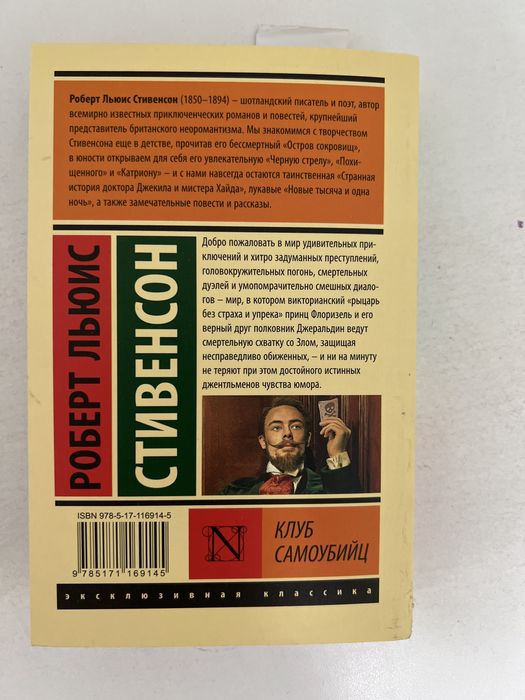 Роберт Льюис Стивенсон (1850–1894) – шотландский писатель и поэт, автор
всемирно известных приключенческих романов и повестей, крупнейший
представитель британского неоромантизма. Мы знакомимся с творчеством
Стивенсона еще в детстве, прочитав его бессмертный «Остров сокровищ»,
в юности открываем для себя его увлекательную «Черную стрелу», «Похи-
щенного» и «Катриону» – и с нами навсегда остаются таинственная «Странная
история доктора Джекила и мистера Хайда», лукавые «Новые тысяча и одна
ночь», а также замечательные повести и рассказы.
РОБЕРТ ЛЬЮИС
СТИВЕНСОН
Добро пожаловать в мир удивительных при-
ключений и хитро задуманных преступлений,
головокружительных погонь, смертельных
дуэлей и умопомрачительно смешных диало-
гов – мир, в котором викторианский «рыцарь
без страха и упрека» принц Флоризель и его
верный друг полковник Джеральдин ведут
смертельную схватку со Злом, защищая
несправедливо обиженных, – и ни на минуту
не теряют при этом достойного истинных
джентльменов чувства юмора.
ISBN 978-5-17-116914-5
9 785171 169145
N
КЛУБ
САМОУБИЙЦ
эксклюзивная классика